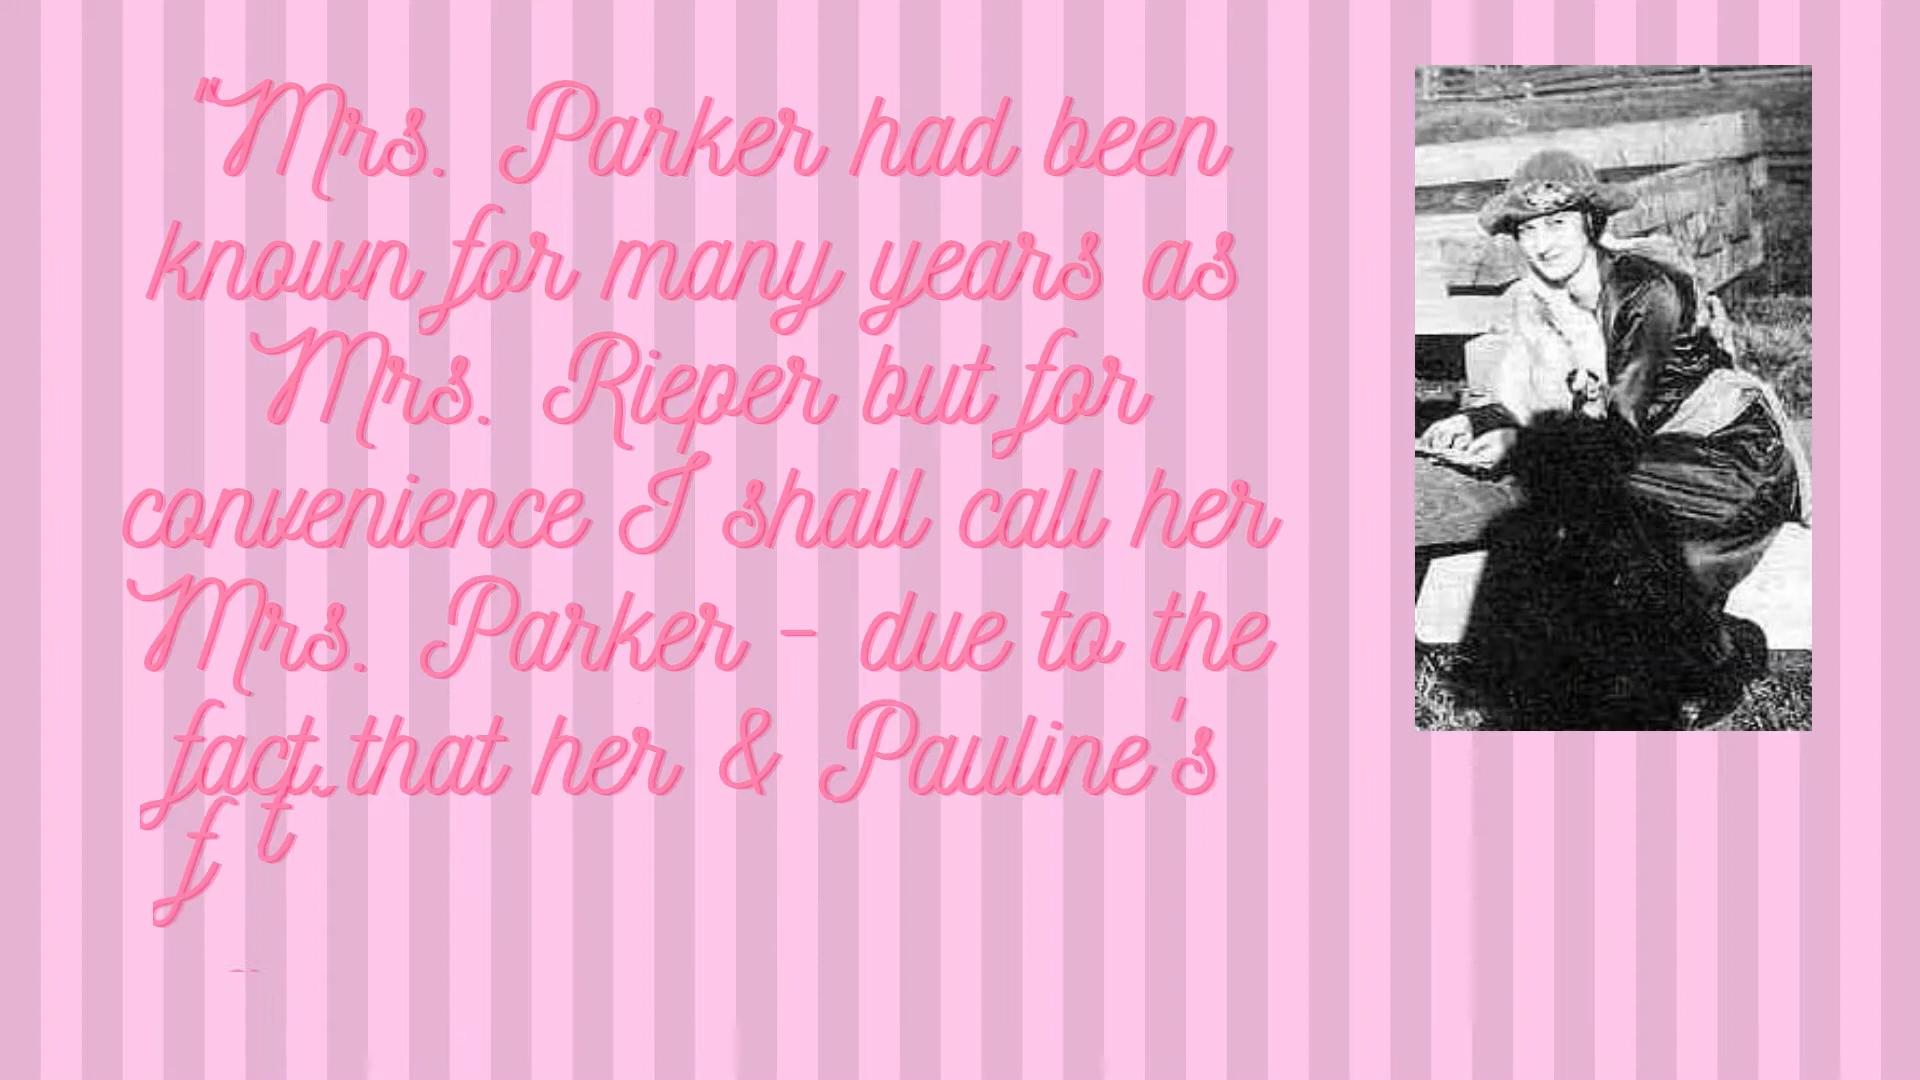 "Mrs. Parker had been
known for many years as
Mrs. Rieper but for
convenience I shall call her
Mrs. Parker - due to the
fact that her & Pauline's
f t